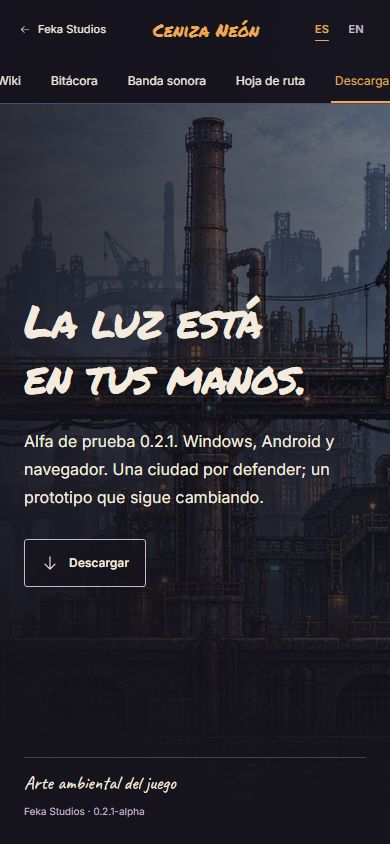 ← Feka Studios
Ceniza Neón
ES EN
Wiki Bitácora Banda sonora Hoja de ruta Descarga
La luz está
en tus manos.
Alfa de prueba 0.2.1. Windows, Android y
navegador. Una ciudad por defender; un
prototipo que sigue cambiando.
↓ Descargar
Arte ambiental del juego
Feka Studios · 0.2.1-alpha